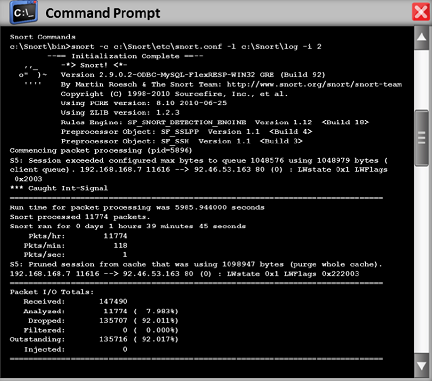 Command Prompt
Snort Commands
c:\Snort\bin>snort -c c:\Snort\etc\snort.conf -l c:\Snort\log -i 2
--== Initialization Complete ==--
,,_ -*> Snort! <*-
o" )~ Version 2.9.0.2-ODBC-MySQL-FlexRESP-WIN32 GRE (Build 92)
'''' By Martin Roesch & The Snort Team: http://www.snort.org/snort/snort-team
Copyright (C) 1998-2010 Sourcefire, Inc., et al.
Using PCRE version: 8.10 2010-06-25
Using ZLIB version: 1.2.3
Rules Engine: SF_SNORT_DETECTION_ENGINE Version 1.12 <Build 18>
Preprocessor Object: SF_SSLPP Version 1.1 <Build 4>
Preprocessor Object: SF_SSH Version 1.1 <Build 3>
Commencing packet processing (pid=5896)
S5: Session exceeded configured max bytes to queue 1048576 using 1048979 bytes (
client queue). 192.168.168.7 11616 --> 92.46.53.163 80 (0) : LWstate 0x1 LWFlags
0x2003
*** Caught Int-Signal
Run time for packet processing was 5985.944000 seconds
Snort processed 11774 packets.
Snort ran for 0 days 1 hours 39 minutes 45 seconds
Pkts/hr: 11774
Pkts/min: 118
Pkts/sec: 1
S5: Pruned session from cache that was using 1098947 bytes (purge whole cache).
192.168.168.7 11616 --> 92.46.53.163 80 (0) : LWstate 0x1 LWFlags 0x222003
Packet I/O Totals:
Received: 147490
Analyzed: 11774 ( 7.983%)
Dropped: 135707 ( 92.011%)
Filtered: 0 ( 0.000%)
Outstanding: 135716 ( 92.017%)
Injected: 0